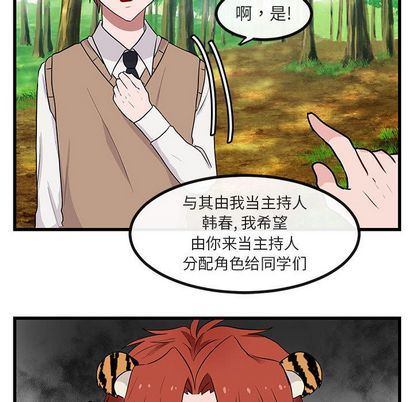 啊，是!
与其由我当主持人
韩春, 我希望
由你来当主持人
分配角色给同学们